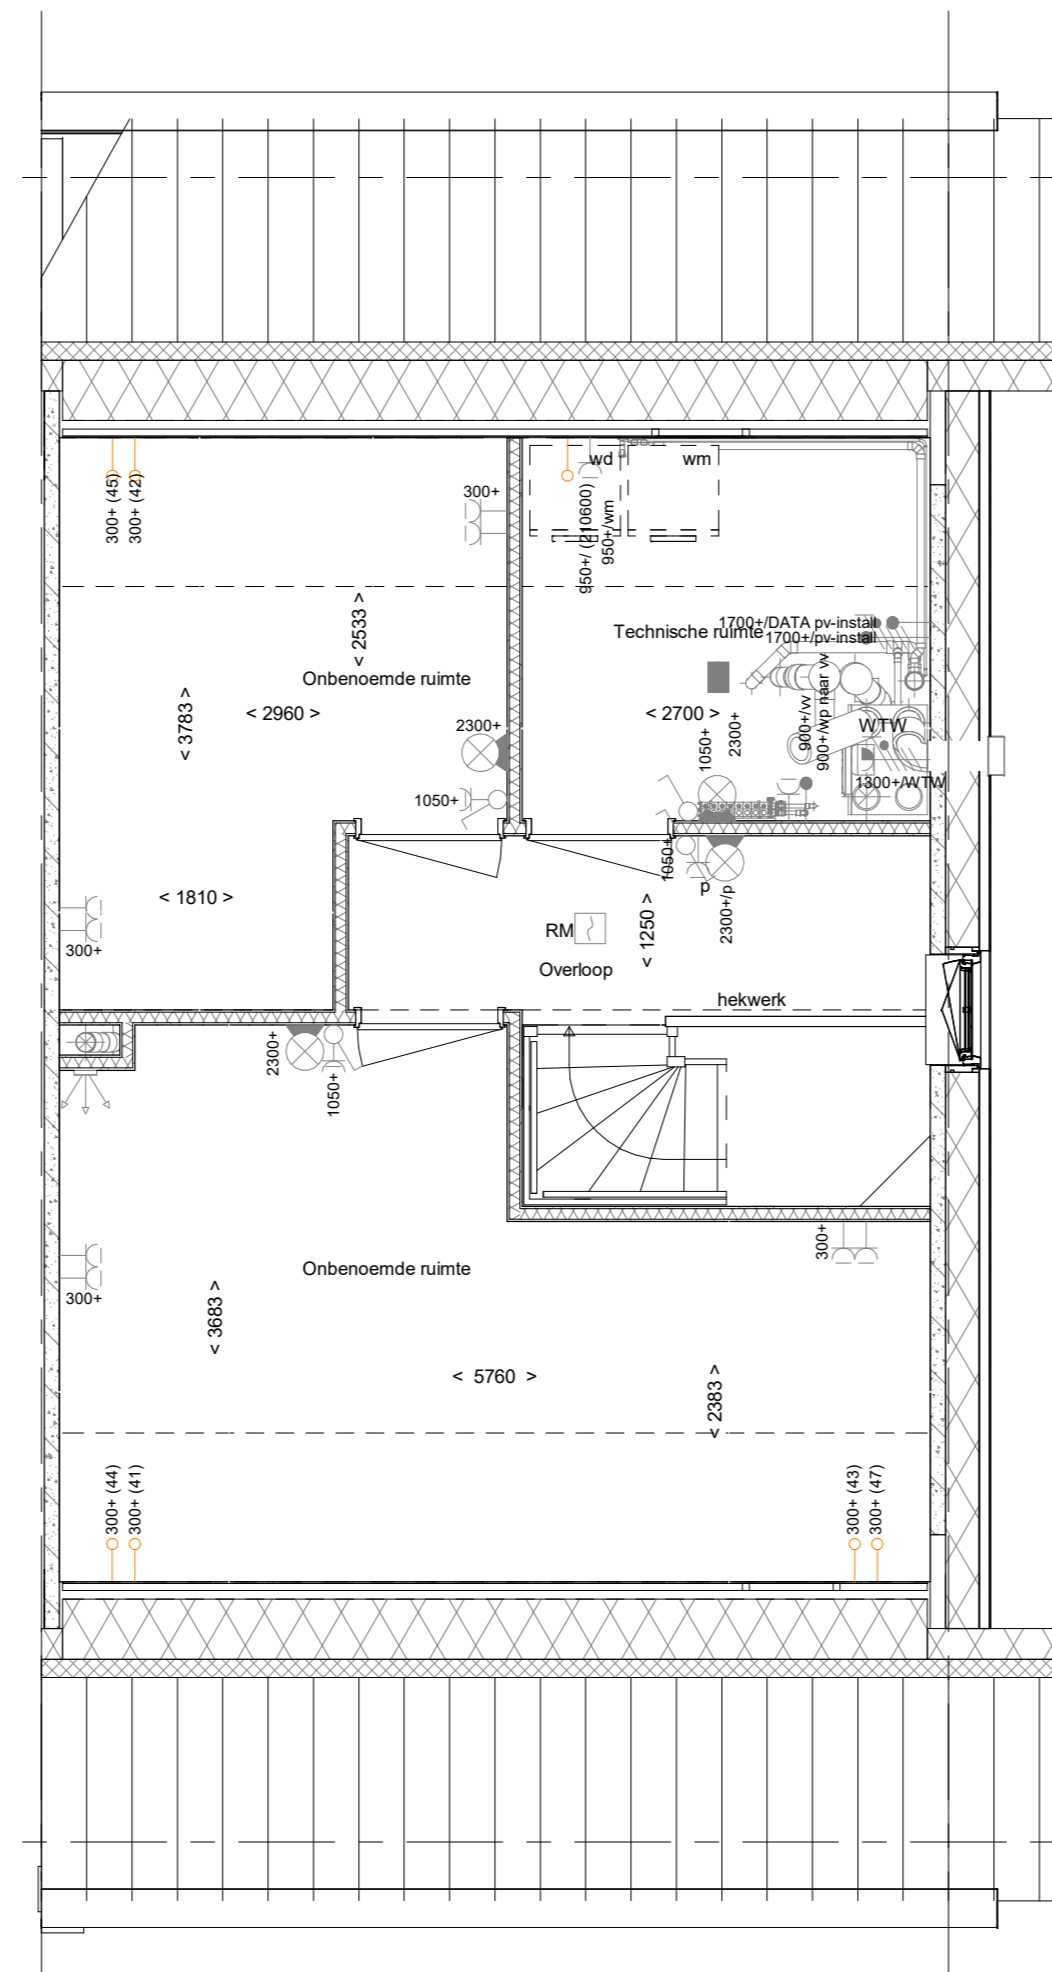 300+ (45)
300+ (42)
300+
wd
wm
950+/ (210600)
950+/wm
< 2533 >
Onbenoemde ruimte
< 3783 >
< 2960 >
2300+
1050+
Technische ruimte
1700+/DATA pv-install
1700+/pv-install
< 2700 >
1050+
2300+
900+/vv
900+/wp naar vv
WTW
1300+/WTW
< 1810 >
300+
1050+
p
2300+/p
RM
< 1250 >
Overloop
hekwerk
2300+
1050+
300+
Onbenoemde ruimte
300+
< 3683 >
< 5760 >
< 2383 >
300+ (44)
300+ (41)
300+ (43)
300+ (47)